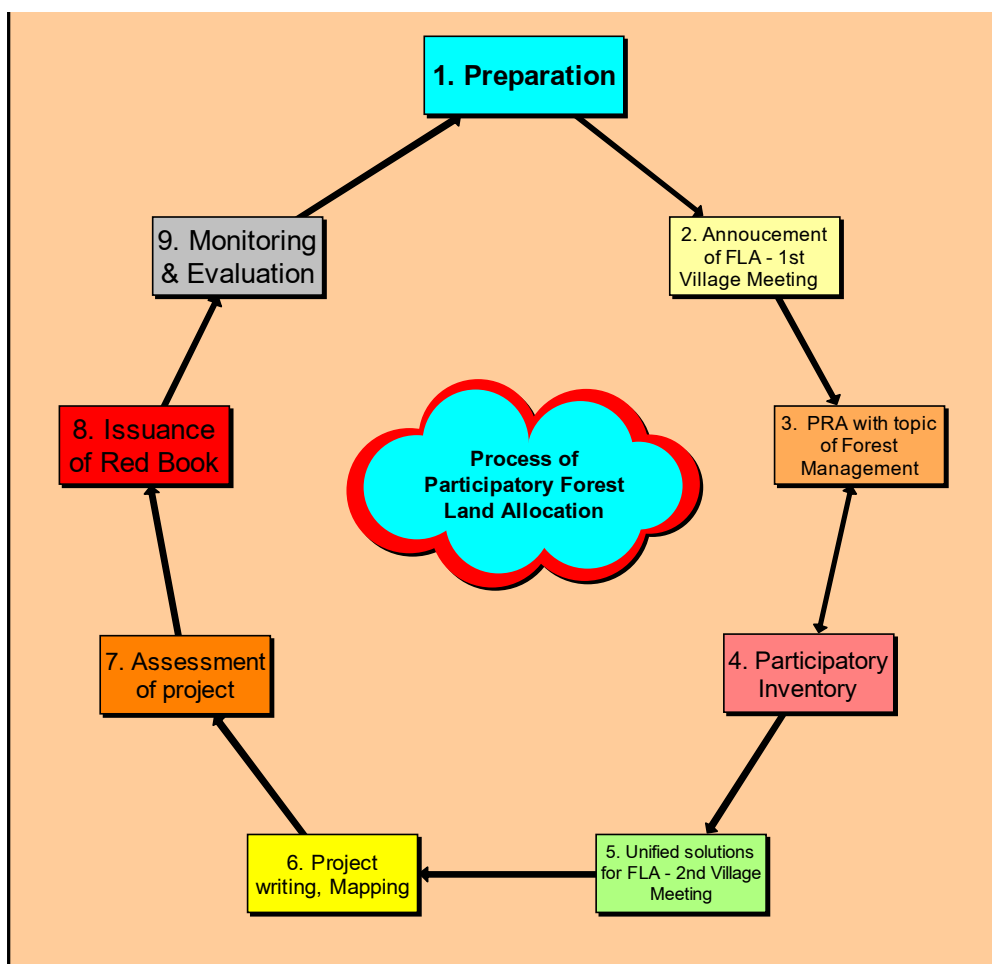 1. Preparation
2. Annoucement
of FLA - 1st
Village Meeting
3. PRA with topic
of Forest
Management
4. Participatory
Inventory
5. Unified solutions
for FLA - 2nd Village
Meeting
6. Project
writing, Mapping
7. Assessment
of project
8. Issuance
of Red Book
9. Monitoring
& Evaluation
Process of
Participatory Forest
Land Allocation